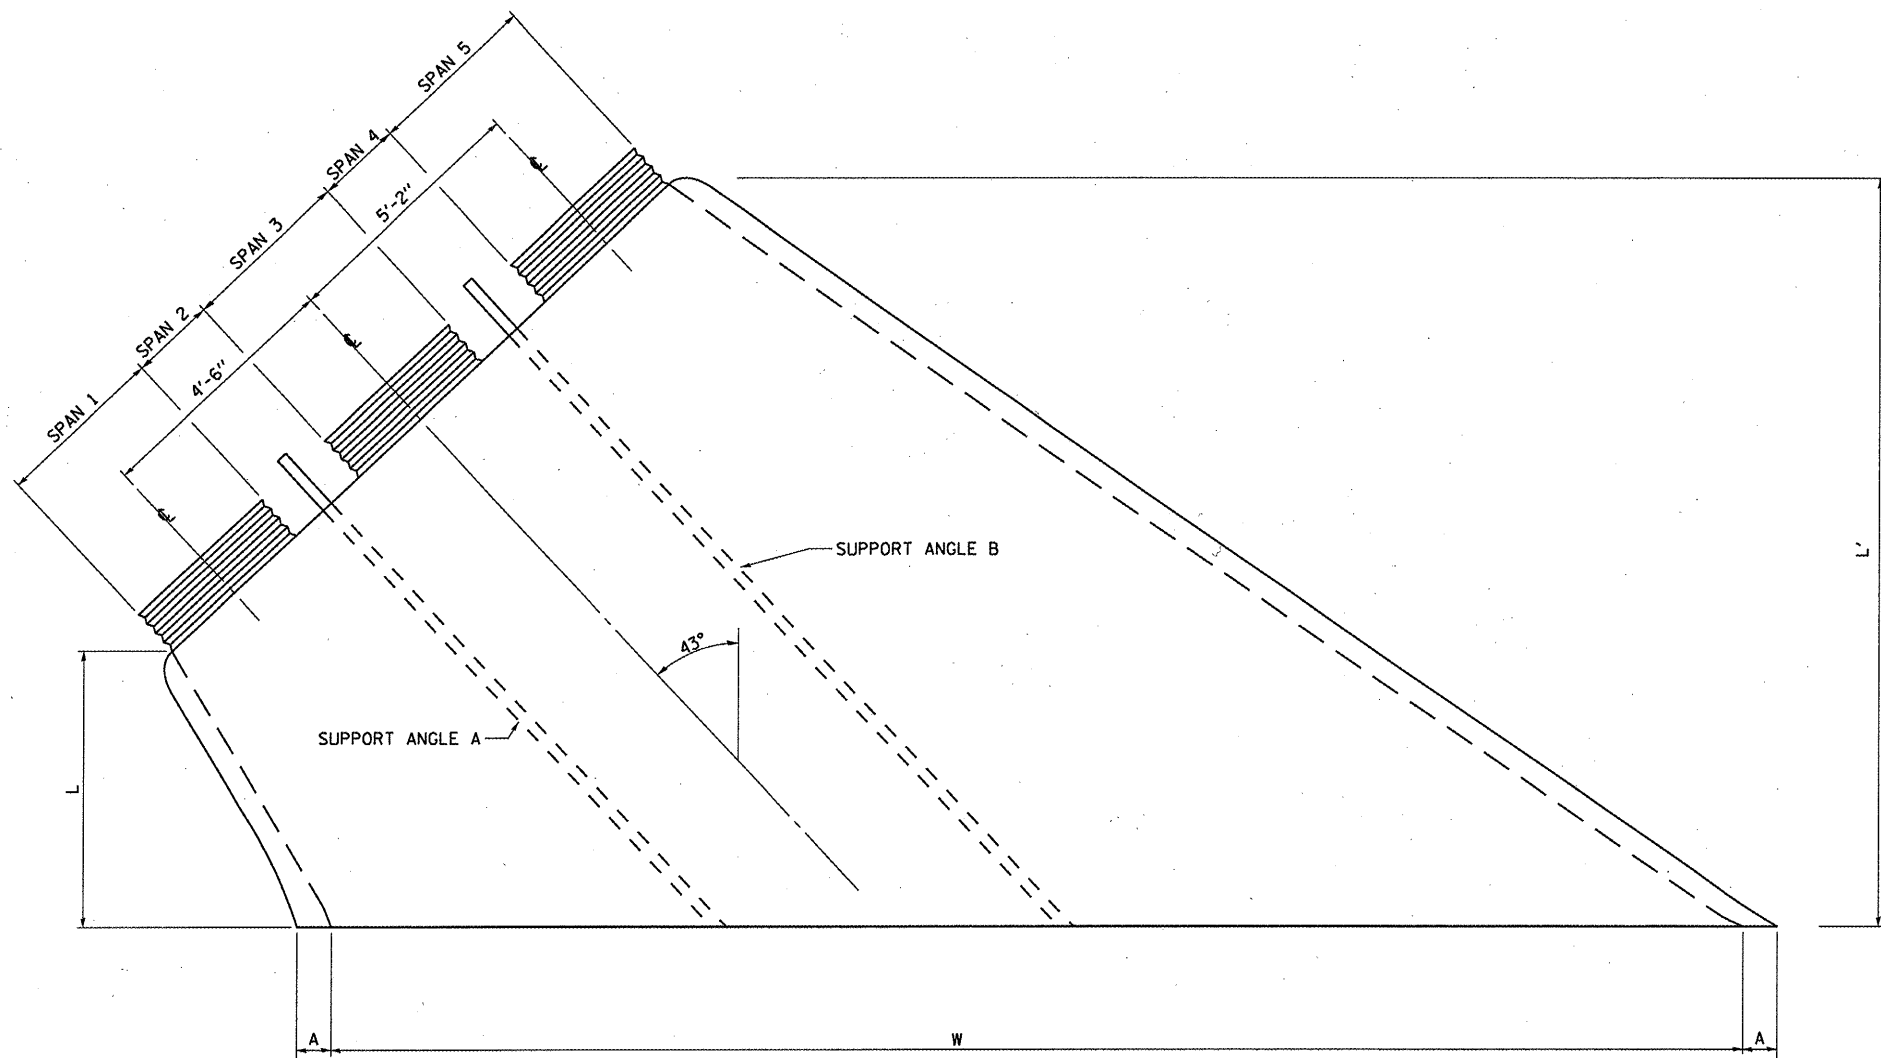 SPAN 5
SPAN 4
SPAN 3
SPAN 2
SPAN 1
5'-2"
4'-6"
℄
℄
℄
SUPPORT ANGLE B
43°
SUPPORT ANGLE A
L
L'
A
W
A